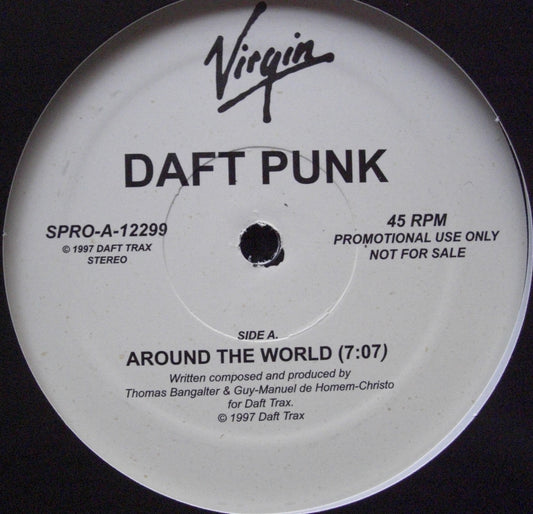 Virgin
DAFT PUNK
SPRO-A-12299
© 1997 DAFT TRAX
STEREO
45 RPM
PROMOTIONAL USE ONLY
NOT FOR SALE
SIDE A.
AROUND THE WORLD (7:07)
Written composed and produced by
Thomas Bangalter & Guy-Manuel de Homem-Christo
for Daft Trax.
© 1997 Daft Trax